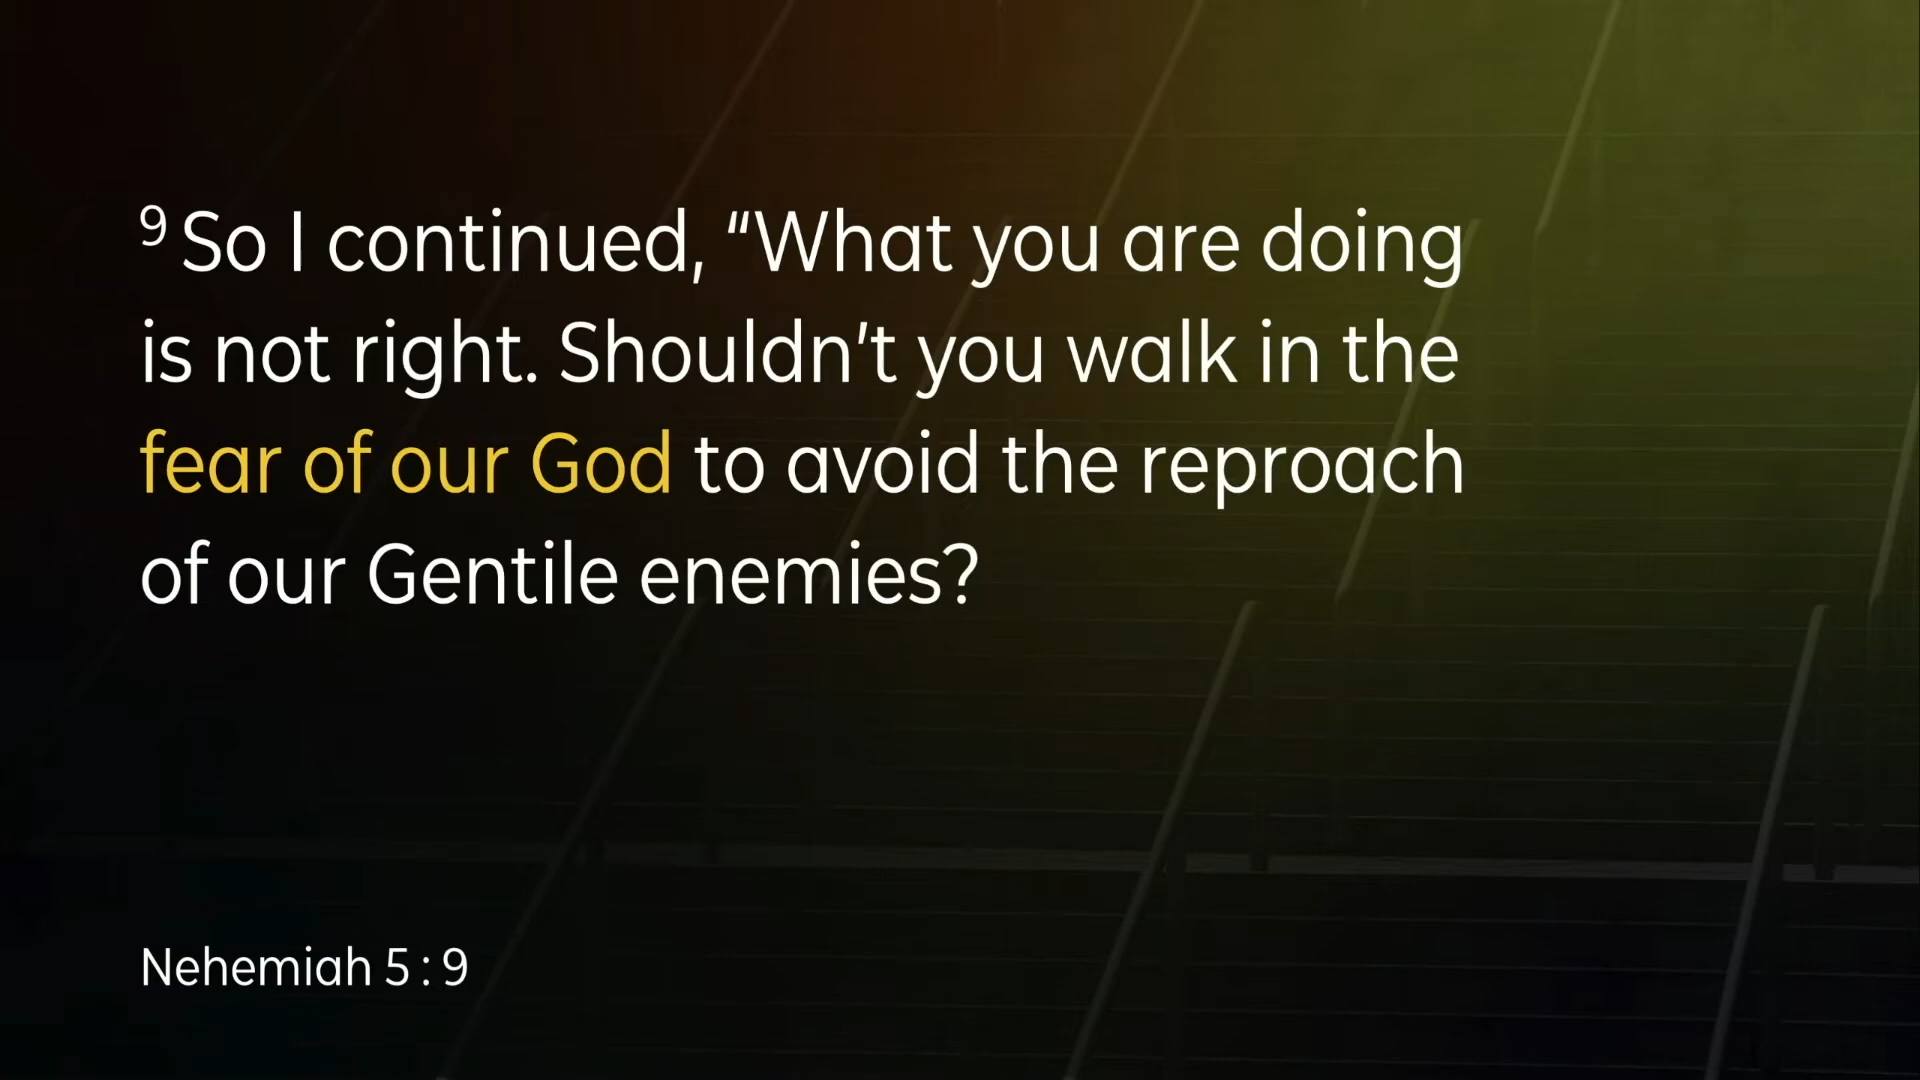 9 So I continued, “What you are doing
is not right. Shouldn’t you walk in the
fear of our God to avoid the reproach
of our Gentile enemies?
Nehemiah 5 : 9